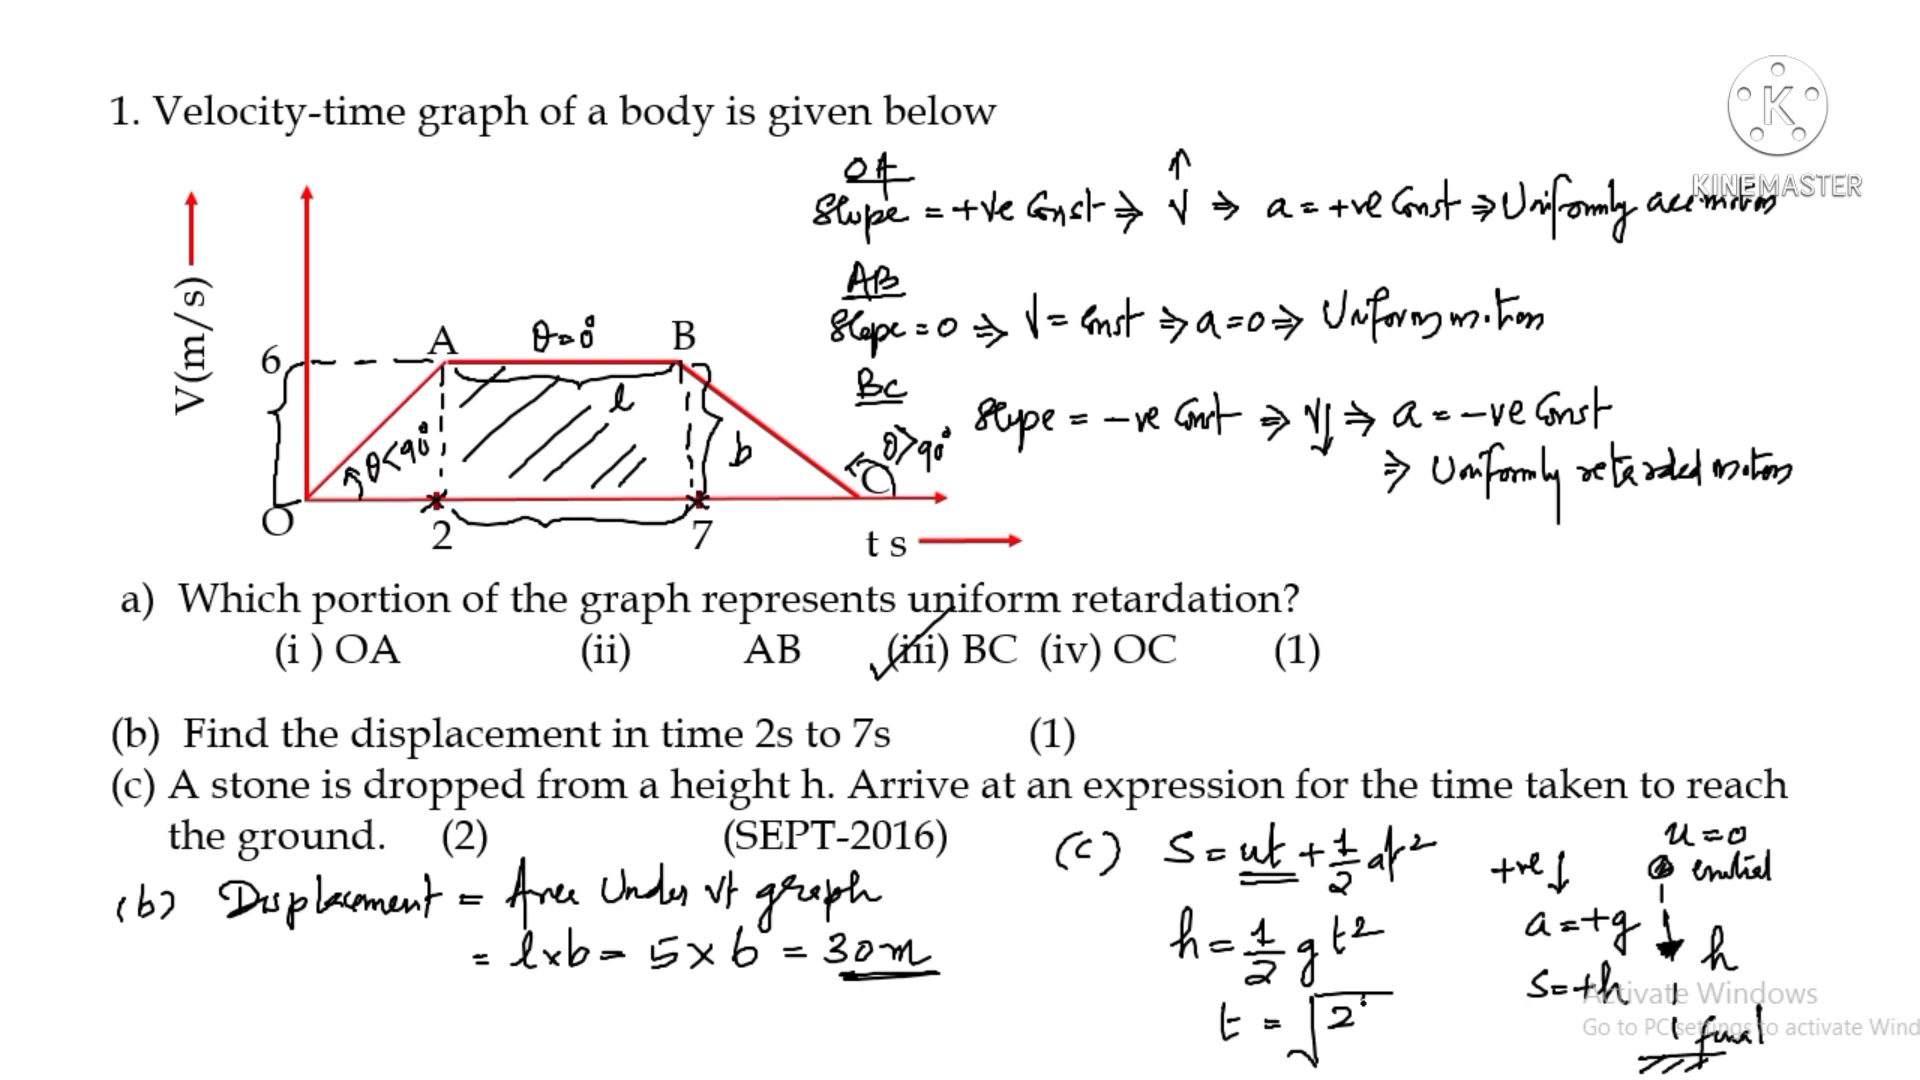 1. Velocity-time graph of a body is given below
KINEMASTER
OA
Slope = +ve Const ⇒ V ↑ ⇒ a = +ve Const ⇒ Uniformly acc. motion
AB
Slope = 0 ⇒ V = Const ⇒ a = 0 ⇒ Uniform motion
BC
Slope = -ve Const ⇒ V↓ ⇒ a = -ve Const
⇒ Uniformly retarded motion
V(m/s)
6
A
θ=0°
B
l
b
θ<90°
θ>90°
O
C
2
7
t s
a) Which portion of the graph represents uniform retardation?
(i ) OA (ii) AB (iii) BC (iv) OC (1)
(b) Find the displacement in time 2s to 7s (1)
(c) A stone is dropped from a height h. Arrive at an expression for the time taken to reach
the ground. (2) (SEPT-2016)
(b) Displacement = Area Under vt graph
= l×b = 5×6 = 30m
(c) S = ut + 1/2 at²
h = 1/2 g t²
t = √2
+ve ↓
a = +g
S = +h
u = 0
initial
h
final
Activate Windows
Go to PC settings to activate Wind